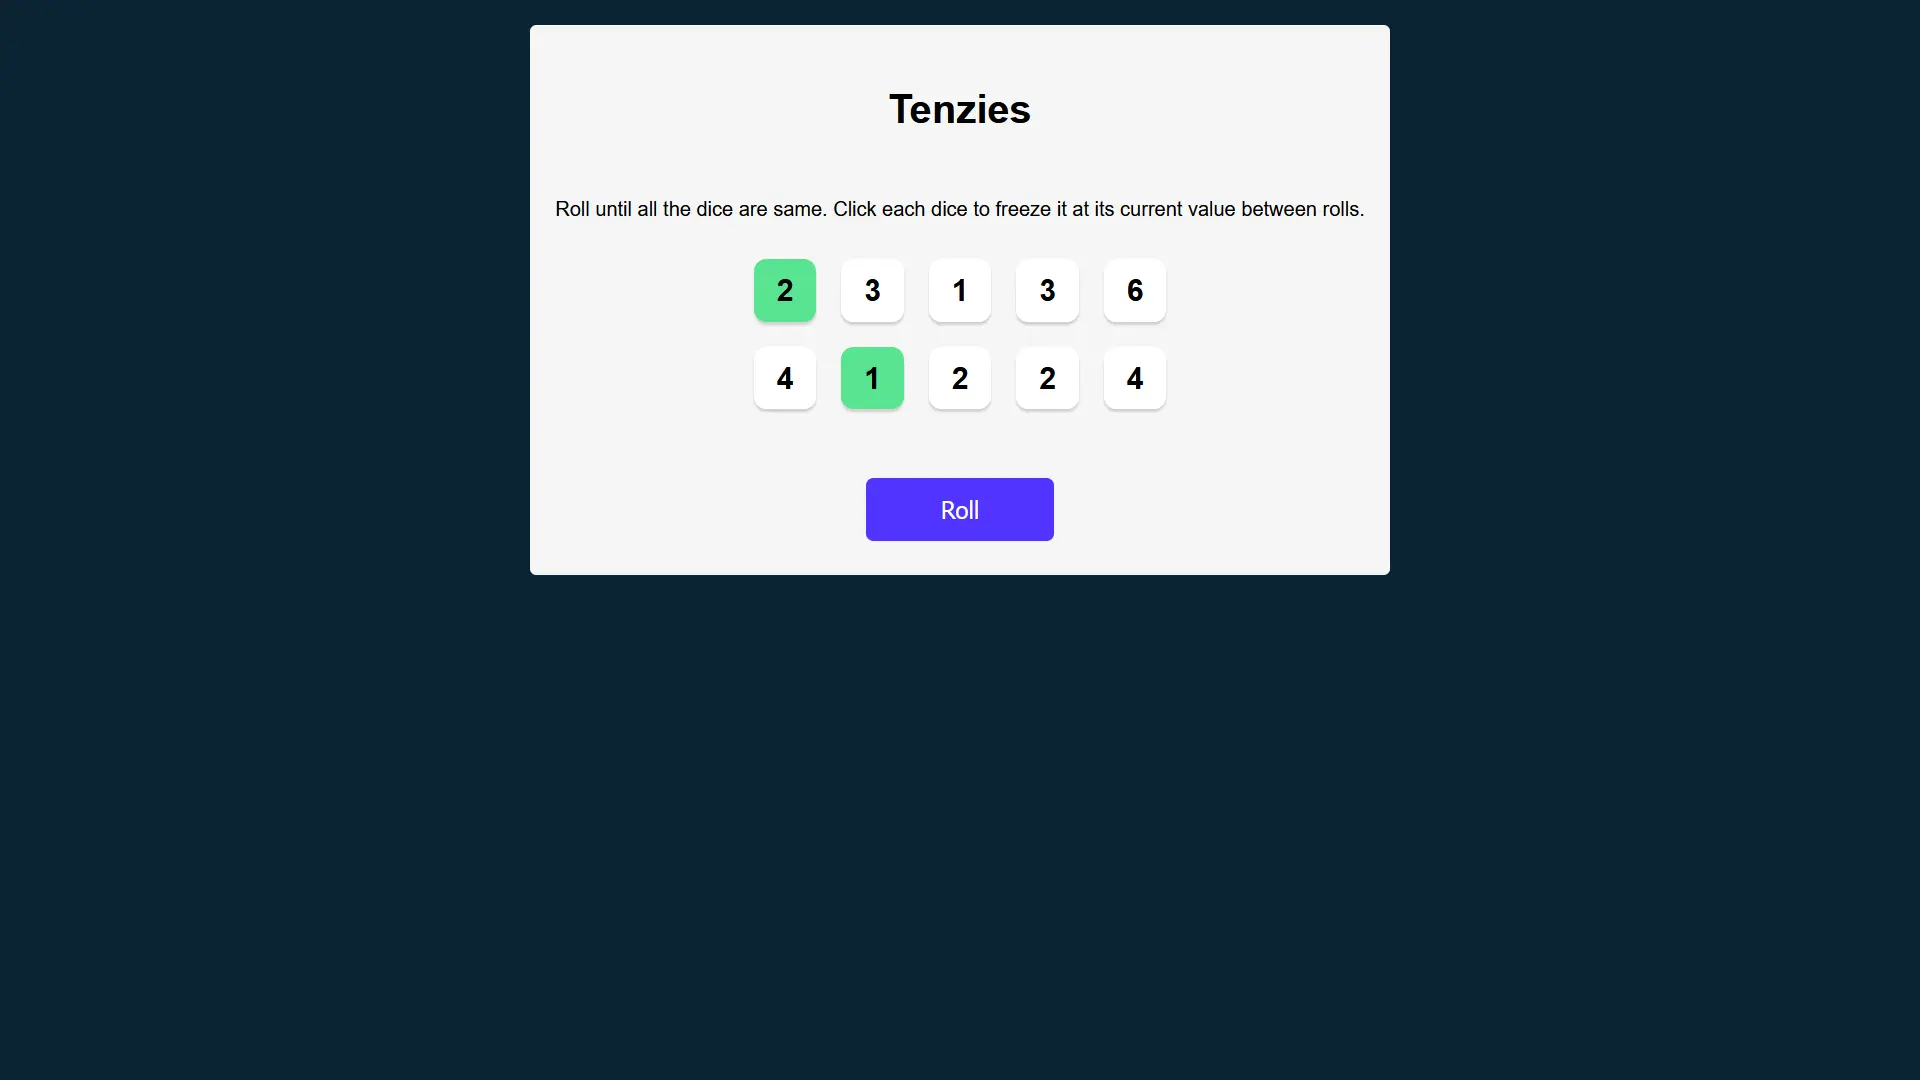 Tenzies
Roll until all the dice are same. Click each dice to freeze it at its current value between rolls.
2 3 1 3 6
4 1 2 2 4
Roll